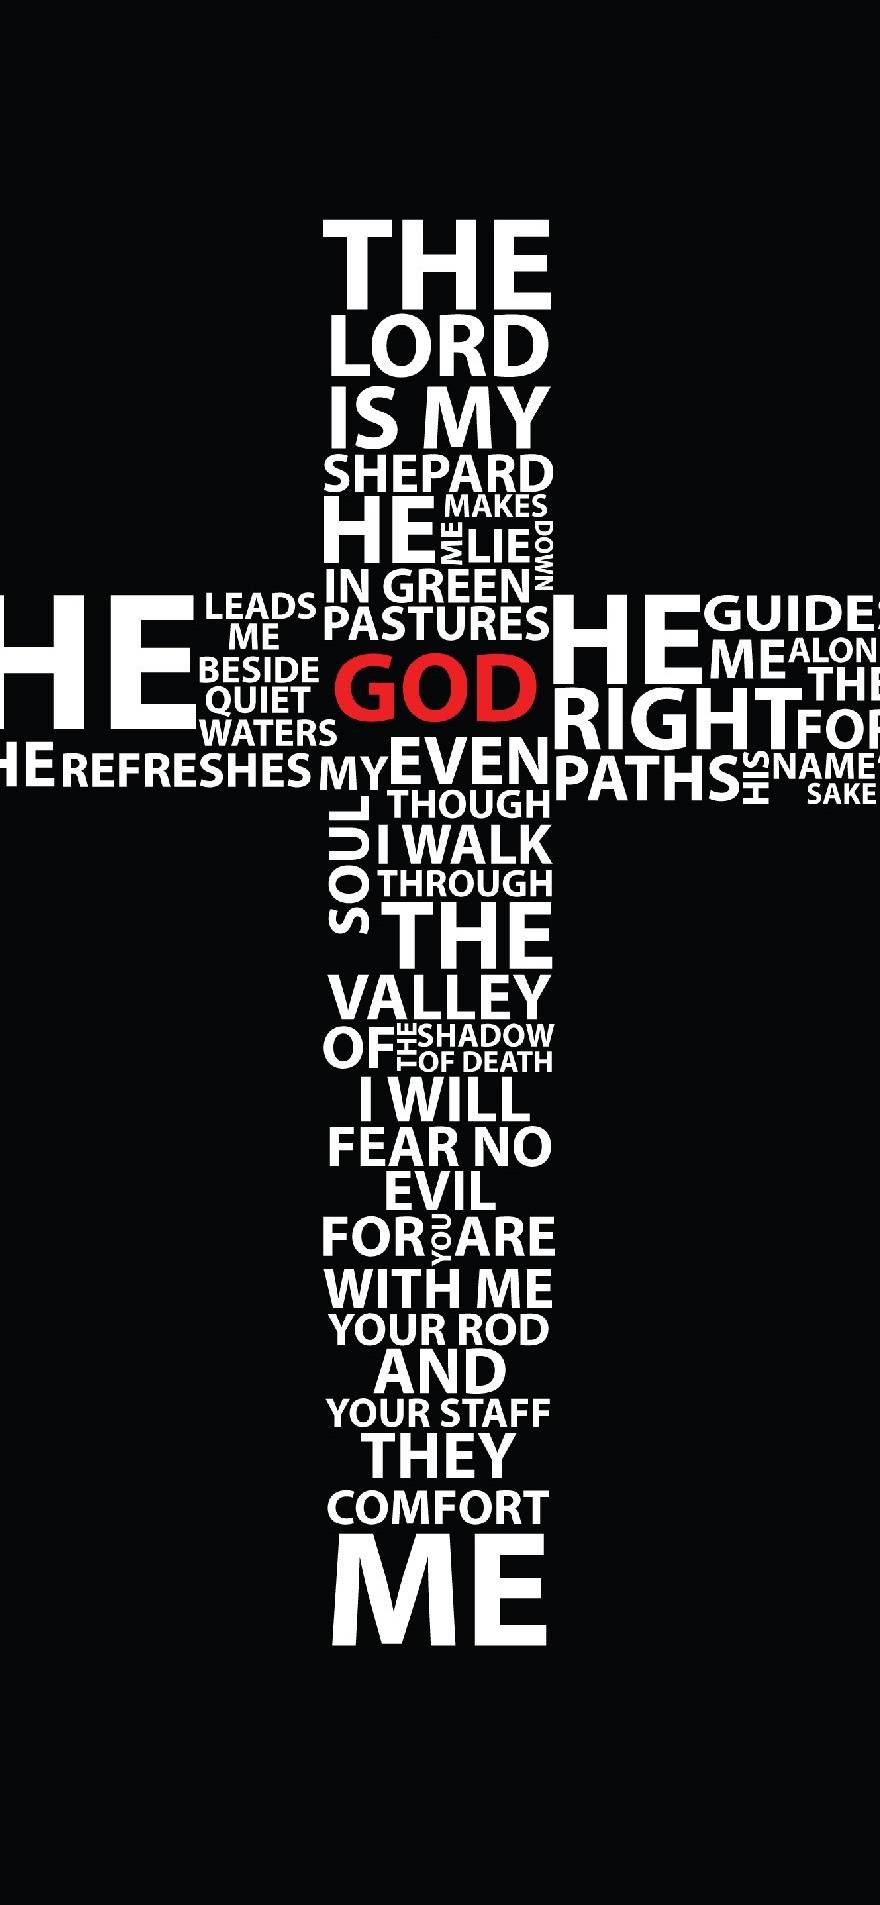 THE
LORD
IS MY
SHEPARD
HE MAKES
ME LIE DOWN
IN GREEN
PASTURES
HE LEADS
ME
BESIDE
QUIET
WATERS
HE REFRESHES MY
SOUL
GOD
HE GUIDES
ME ALON
THE
RIGHT
PATHS
FOR
HIS NAME'
SAKE
EVEN
THOUGH
I WALK
THROUGH
THE
VALLEY
OF THE SHADOW
OF DEATH
I WILL
FEAR NO
EVIL
FOR YOU ARE
WITH ME
YOUR ROD
AND
YOUR STAFF
THEY
COMFORT
ME